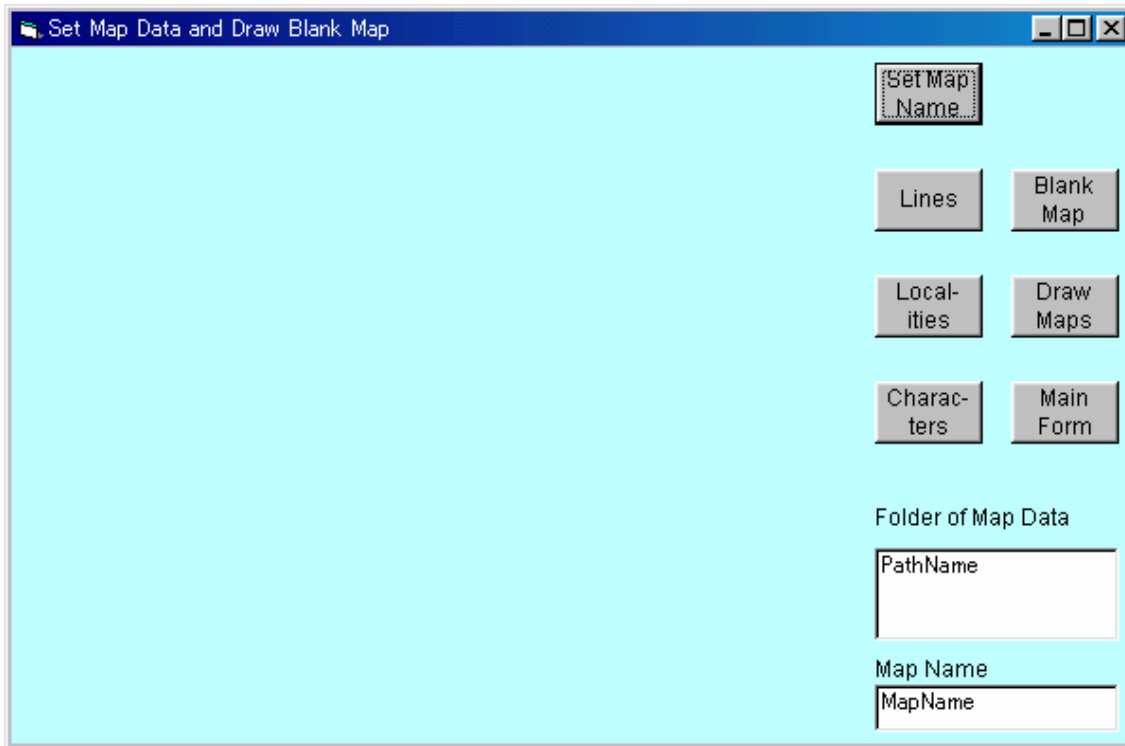 Set Map Data and Draw Blank Map
Set Map
Name
Lines
Blank
Map
Local-
ities
Draw
Maps
Charac-
ters
Main
Form
Folder of Map Data
PathName
Map Name
MapName